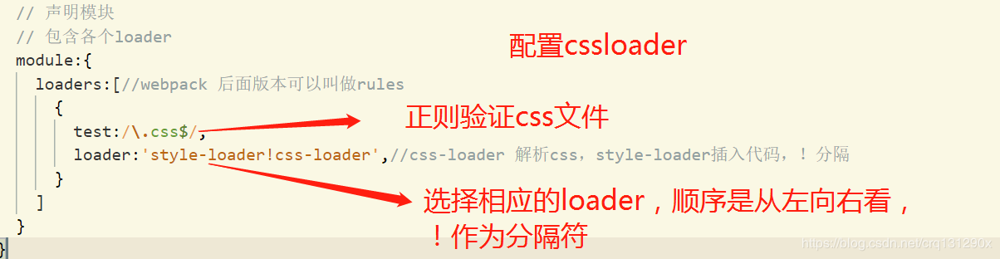 // 声明模块
// 包含各个loader
配置cssloader
module:{
loaders:[//webpack 后面版本可以叫做rules
{
正则验证css文件
test:/\.css$/,
loader:'style-loader!css-loader',//css-loader 解析css，style-loader插入代码，！分隔
}
选择相应的loader，顺序是从左向右看，
！作为分隔符
]
}
}
https://blog.csdn.net/crq131290x